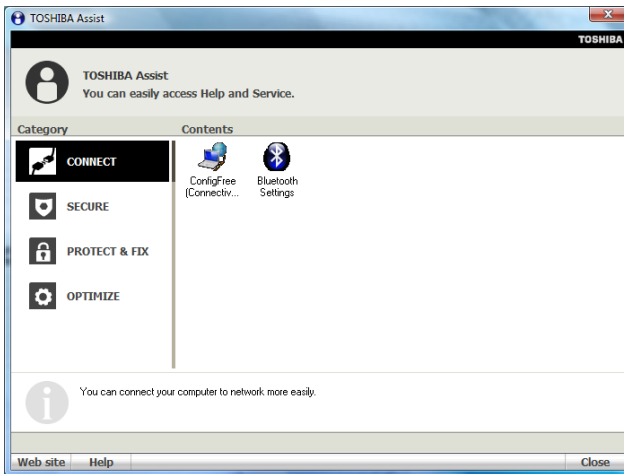 TOSHIBA Assist
TOSHIBA
TOSHIBA Assist
You can easily access Help and Service.
Category
Contents
CONNECT
SECURE
PROTECT & FIX
OPTIMIZE
ConfigFree
(Connectiv...
Bluetooth
Settings
You can connect your computer to network more easily.
Web site
Help
Close